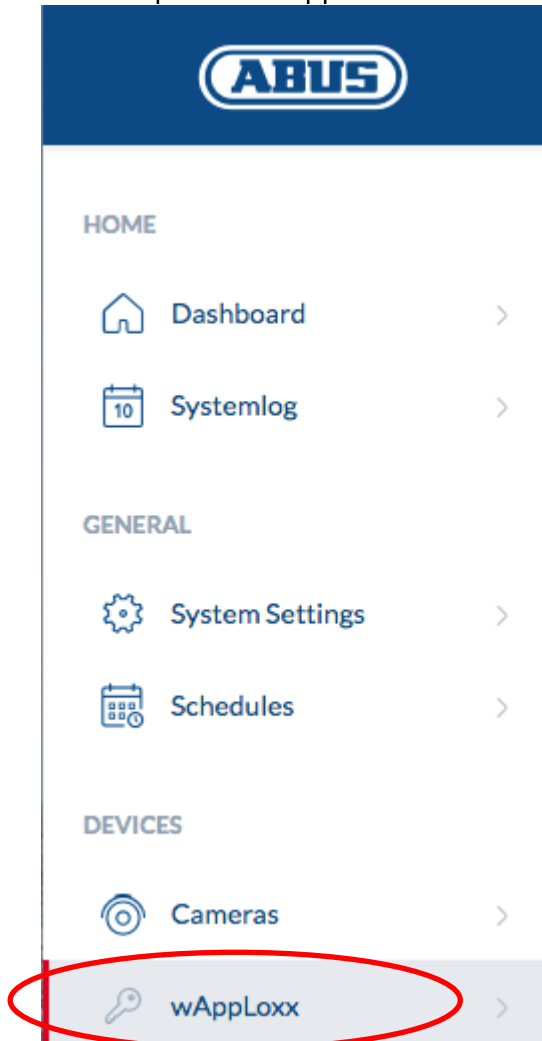 ABUS
HOME
Dashboard
10 Systemlog
GENERAL
System Settings
Schedules
DEVICES
Cameras
wAppLoxx